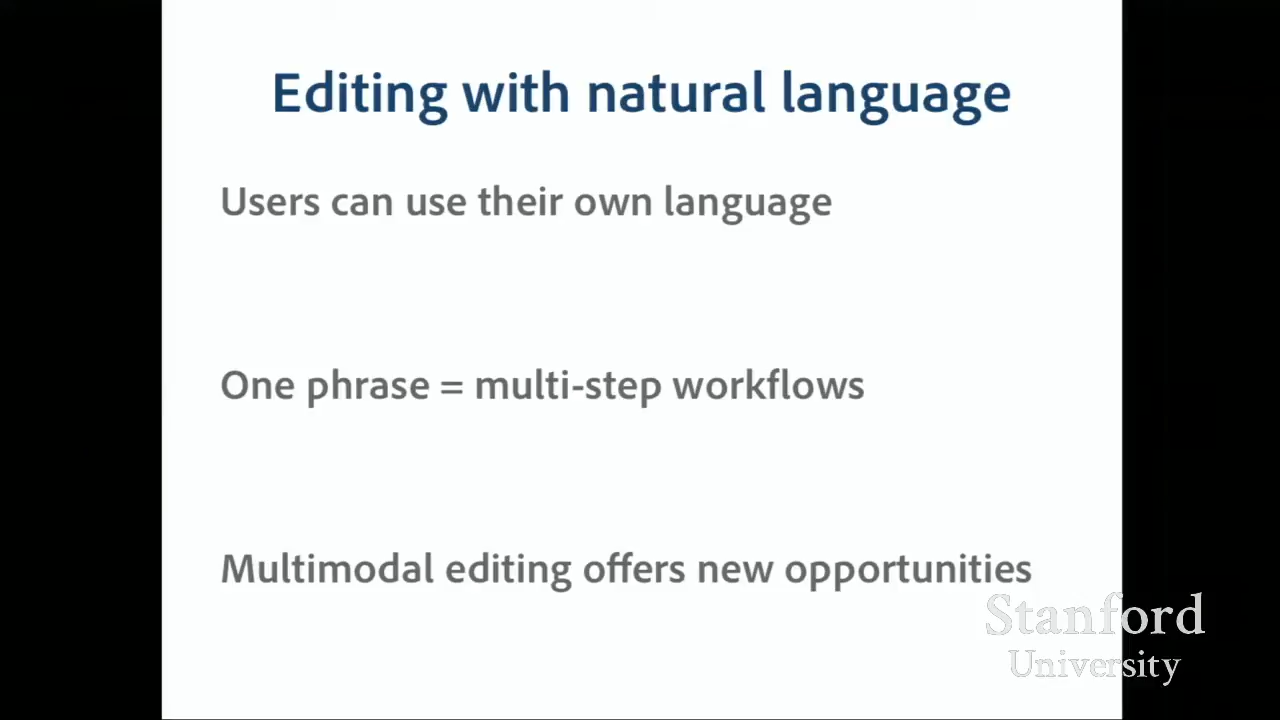 Editing with natural language
Users can use their own language
One phrase = multi-step workflows
Multimodal editing offers new opportunities
Stanford
University